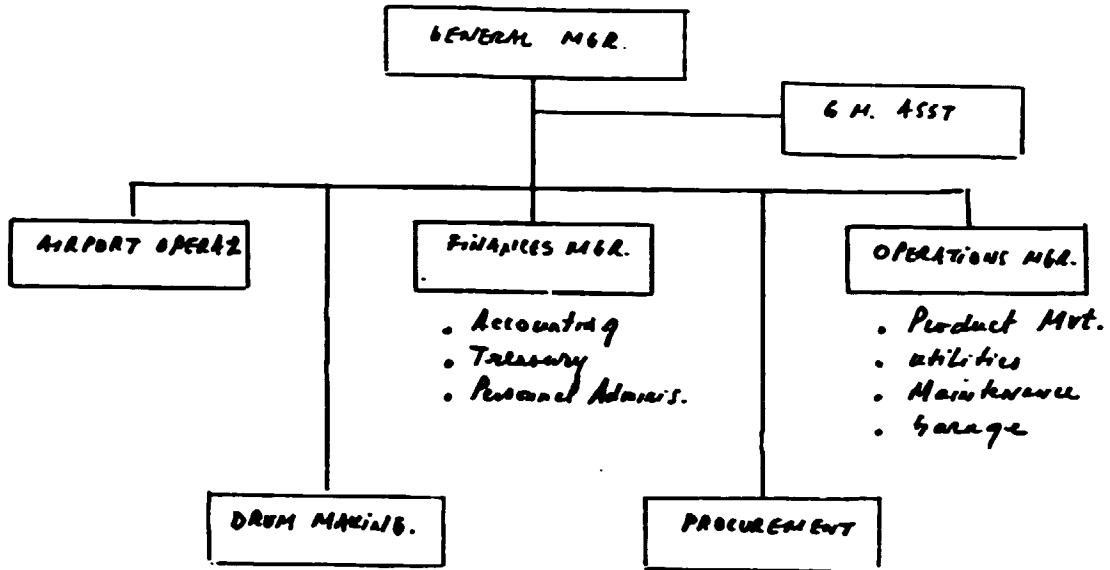 GENERAL MGR.
G M. ASST
AIRPORT OPERAZ
FINANCES MGR.
OPERATIONS MGR.
. Accounting
. Treasury
. Personnel Adminis.
. Product Mvt.
. utilities
. Maintenance
. Garage
DRUM MAKING.
PROCUREMENT